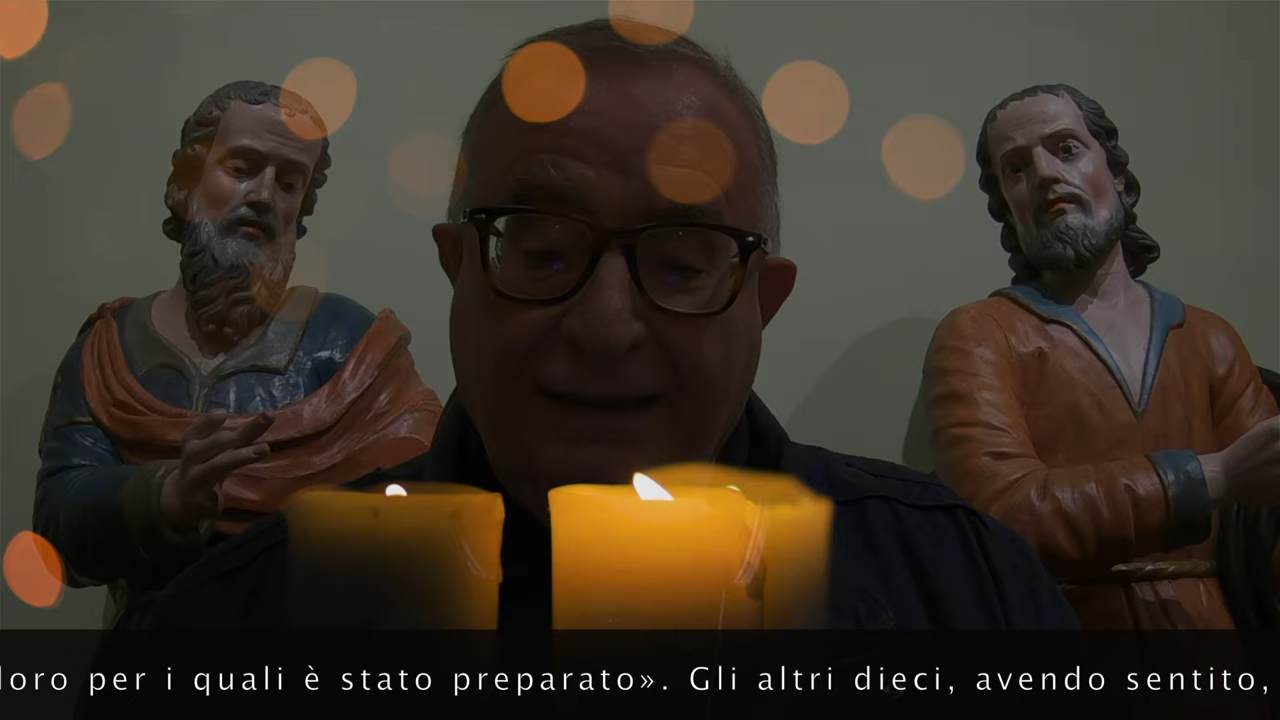 loro per i quali è stato preparato». Gli altri dieci, avendo sentito,